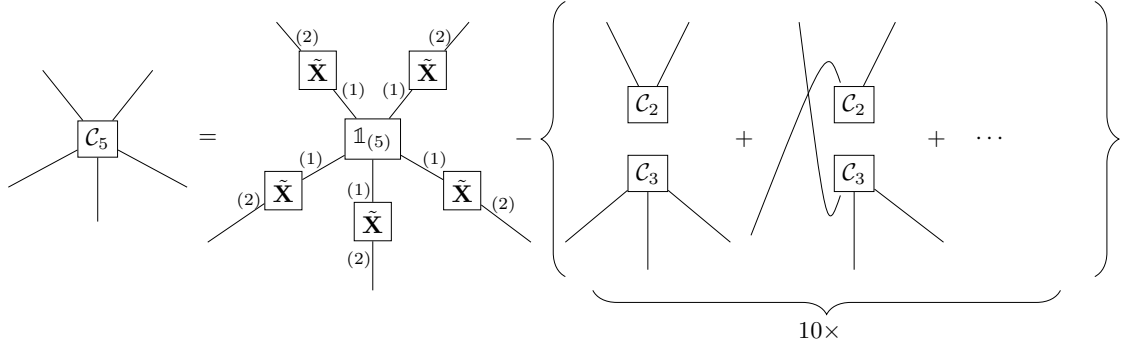 (2) (2)
X̃ X̃
(1) (1)
𝒞₂ 𝒞₂
𝒞₅ = 𝟙₍₅₎ − { + + ⋯ }
(1) (1)
𝒞₃ 𝒞₃
(2) X̃ (1) X̃ (2)
X̃
(2)
10×